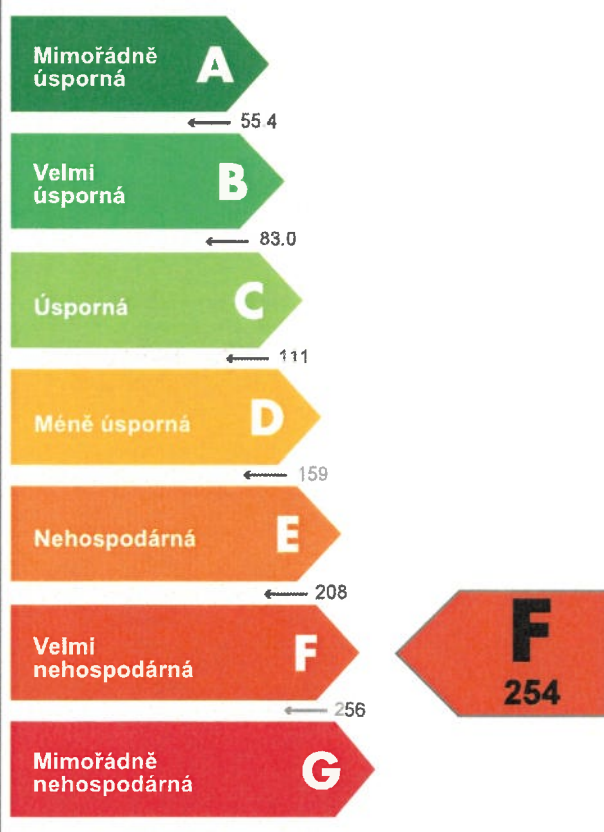 Mimořádně
úsporná
A
55.4
Velmi
úsporná
B
83.0
Úsporná
C
111
Méně úsporná
D
159
Nehospodárná
E
208
Velmi
nehospodárná
F
256
F
254
Mimořádně
nehospodárná
G